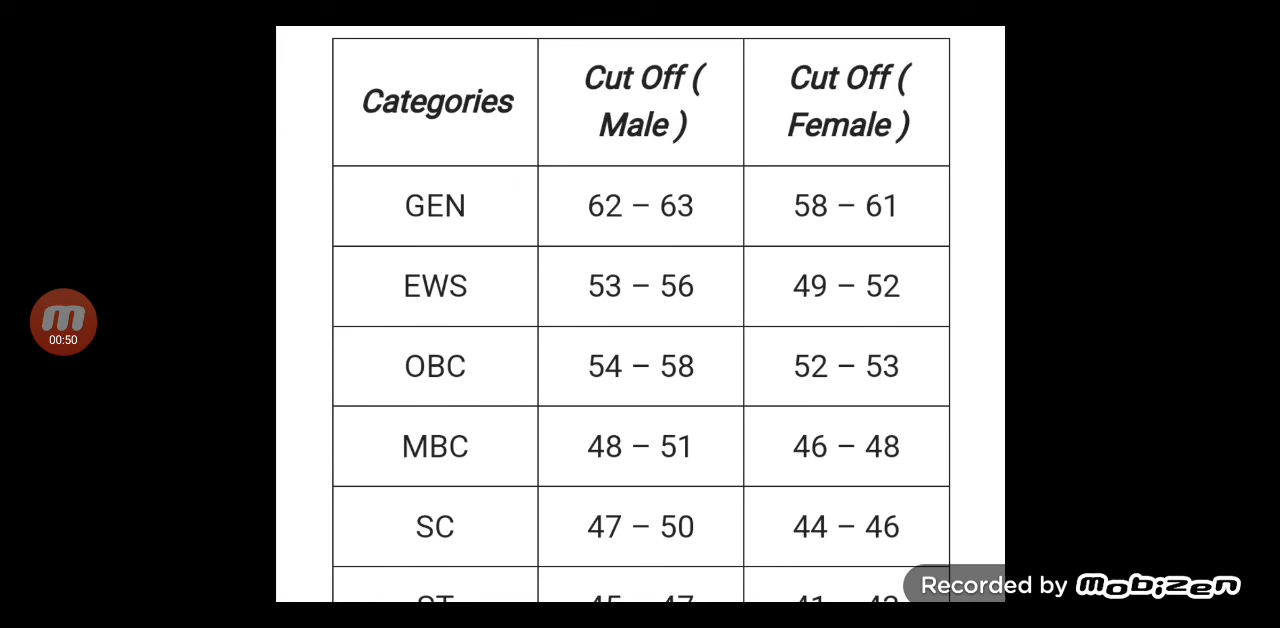 Categories
Cut Off (
Male )
Cut Off (
Female )
GEN
62 – 63
58 – 61
EWS
53 – 56
49 – 52
OBC
54 – 58
52 – 53
MBC
48 – 51
46 – 48
SC
47 – 50
44 – 46
00:50
Recorded by Mobizen